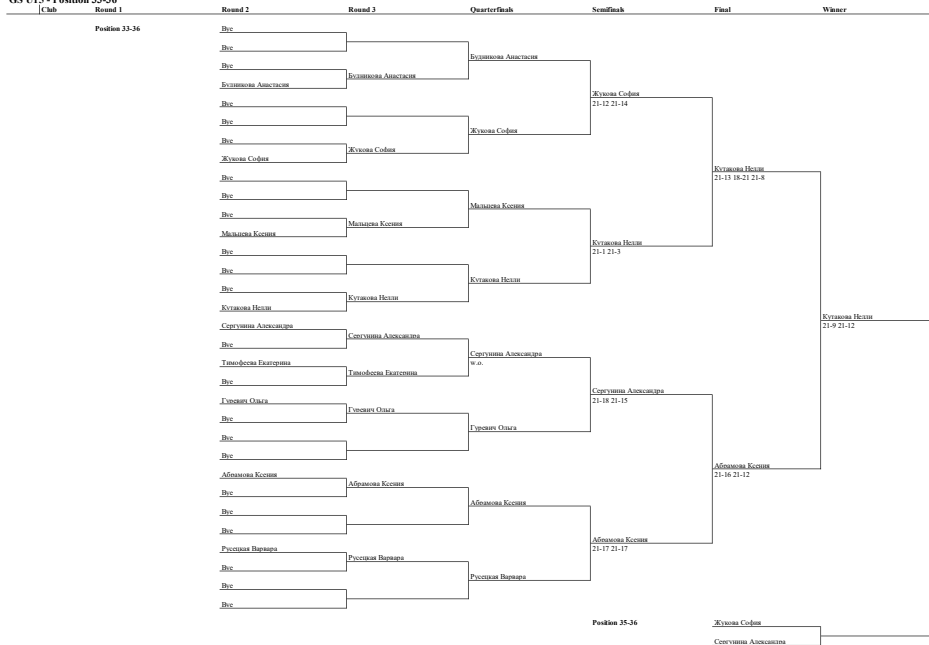 GS U15 - Position 33-36
Club Round 1 Round 2 Round 3 Quarterfinals Semifinals Final Winner
Position 33-36 Bye
Bye
Будникова Анастасия
Bye
Будникова Анастасия
Будникова Анастасия
Жукова София
Bye
21-12 21-14
Bye
Жукова София
Bye
Жукова София
Жукова София
Кутакова Нелли
Bye
21-13 18-21 21-8
Bye
Мальцева Ксения
Bye
Мальцева Ксения
Мальцева Ксения
Кутакова Нелли
Bye
21-1 21-3
Bye
Кутакова Нелли
Bye
Кутакова Нелли
Кутакова Нелли
Кутакова Нелли
Сергунина Александра
21-9 21-12
Сергунина Александра
Bye
Сергунина Александра
Тимофеева Екатерина
w.o.
Тимофеева Екатерина
Bye
Сергунина Александра
Гуревич Ольга
21-18 21-15
Гуревич Ольга
Bye
Гуревич Ольга
Bye
Bye
Абрамова Ксения
Абрамова Ксения
21-16 21-12
Абрамова Ксения
Bye
Абрамова Ксения
Bye
Bye
Абрамова Ксения
Русецкая Варвара
21-17 21-17
Русецкая Варвара
Bye
Русецкая Варвара
Bye
Bye
Position 35-36 Жукова София
Сергунина Александра